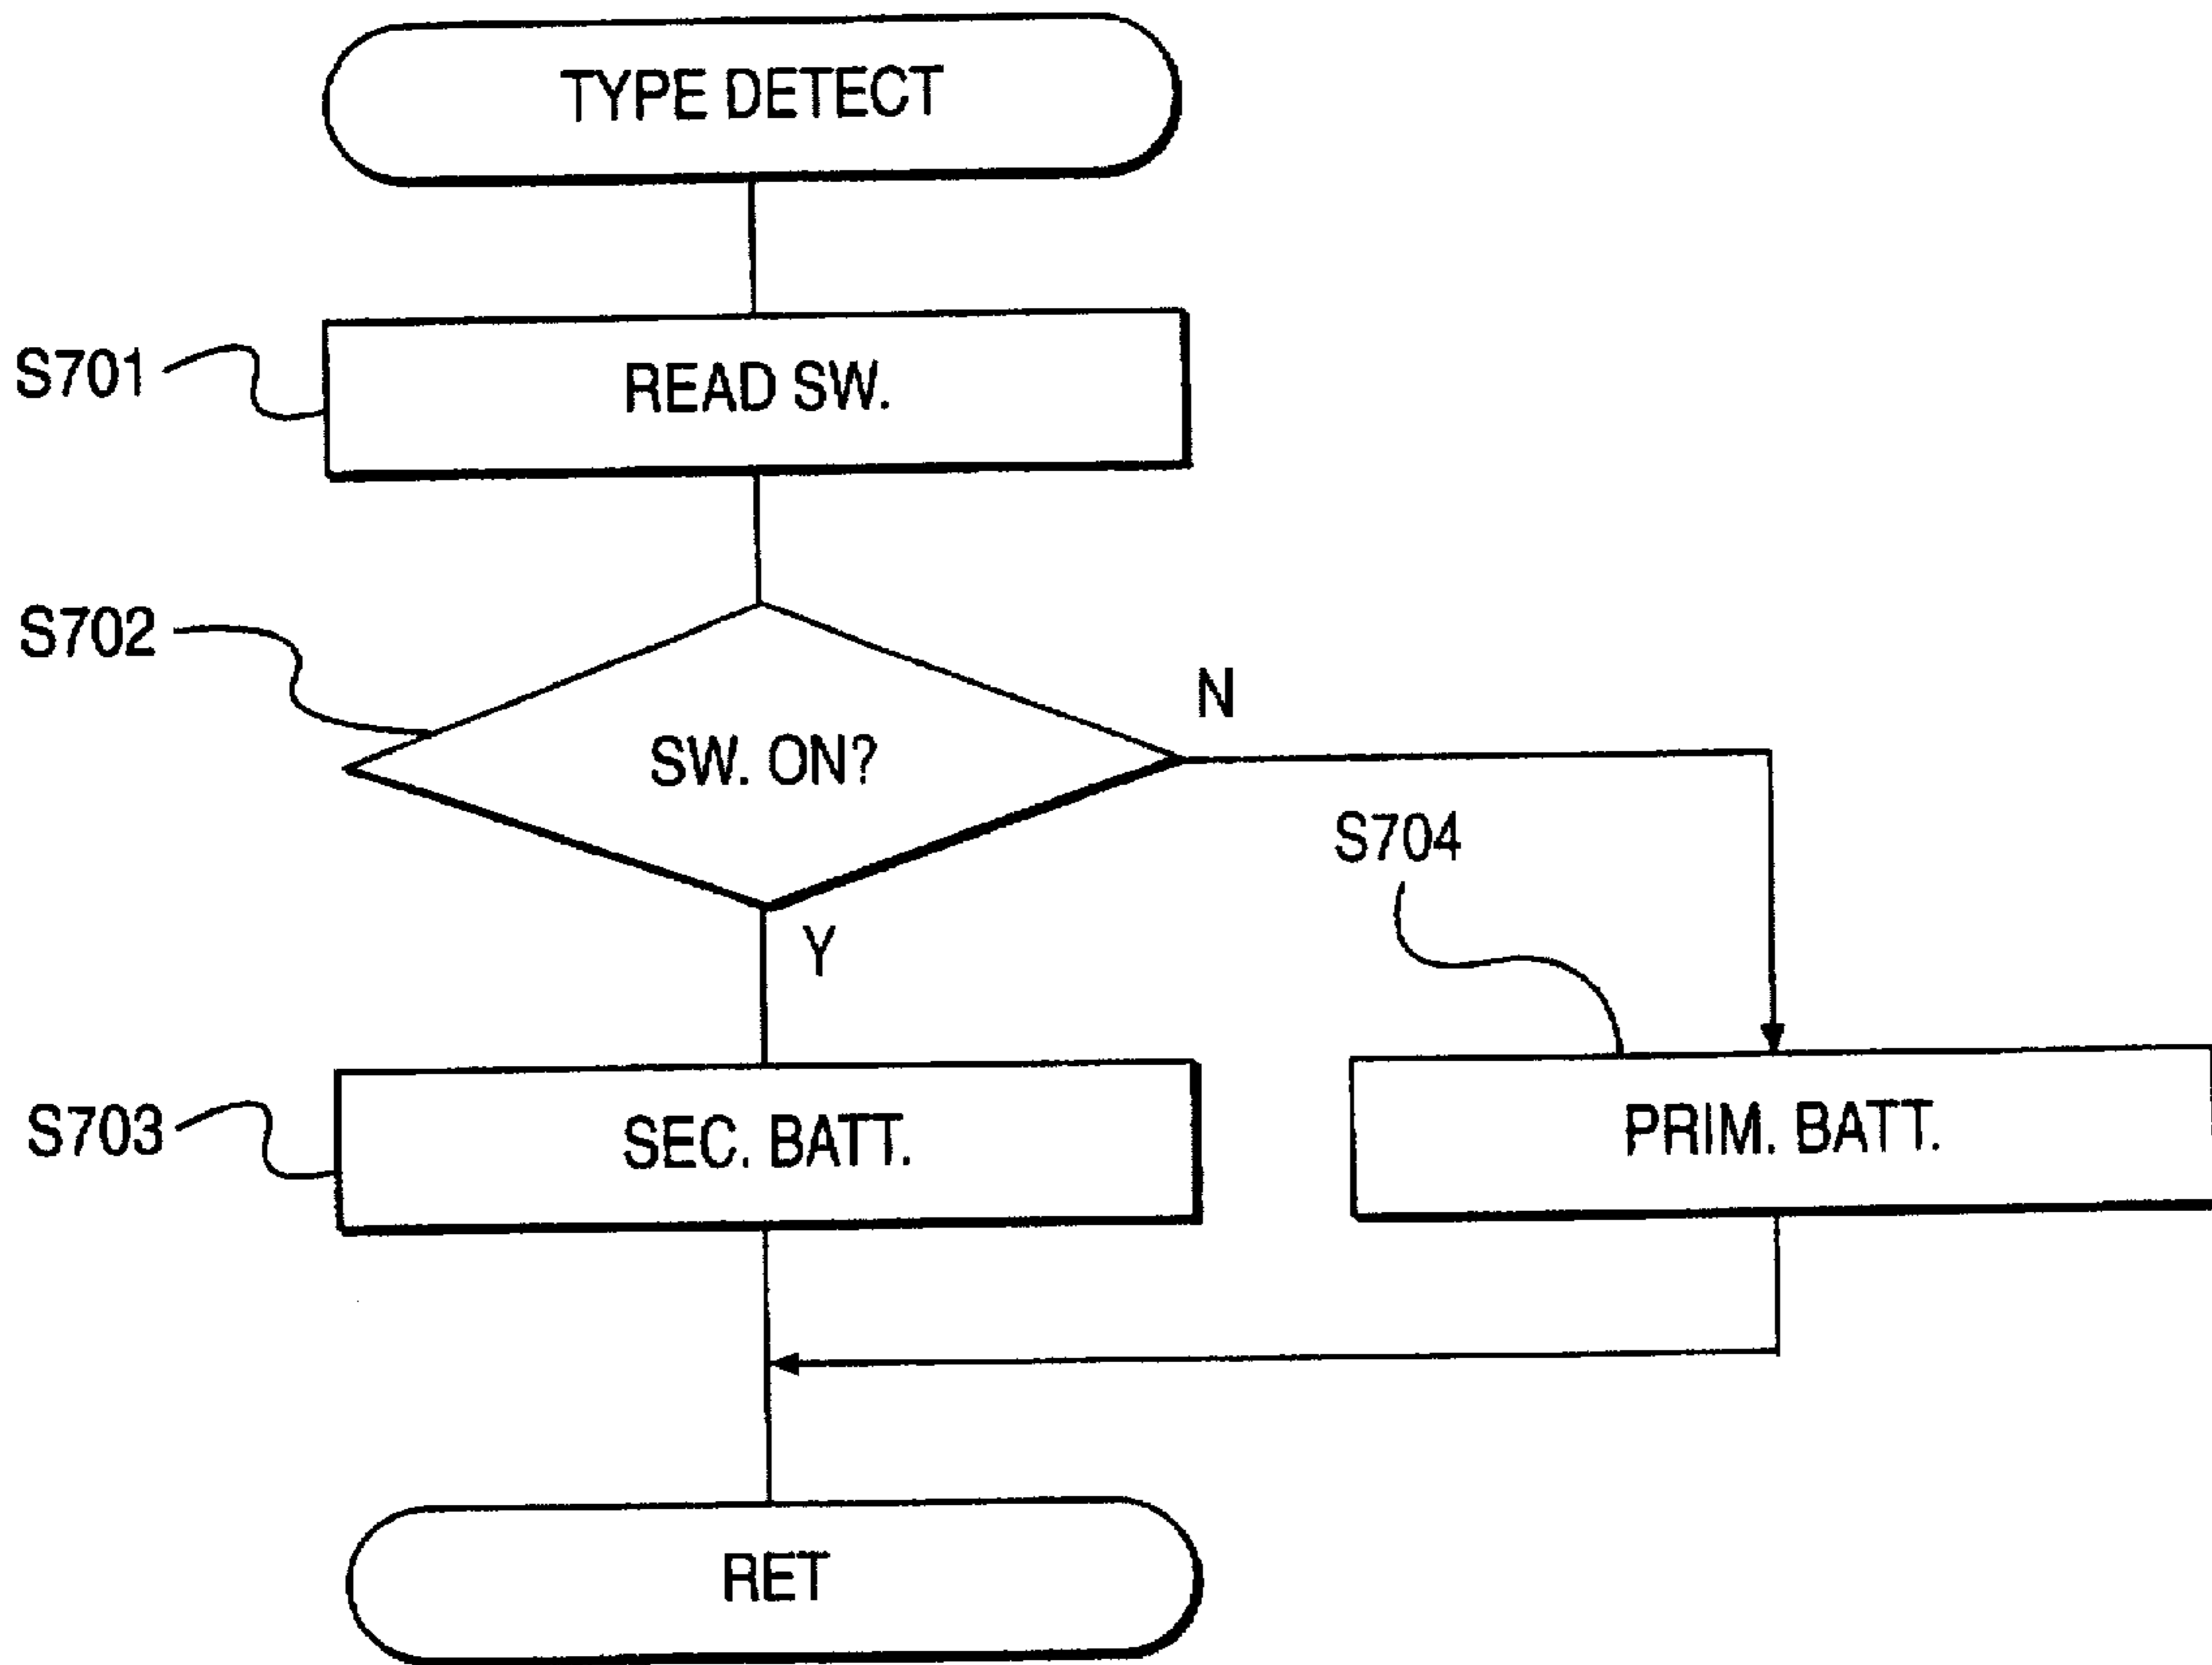 TYPE DETECT
S701
READ SW.
S702
N
SW. ON?
S704
Y
S703
SEC. BATT.
PRIM. BATT.
RET